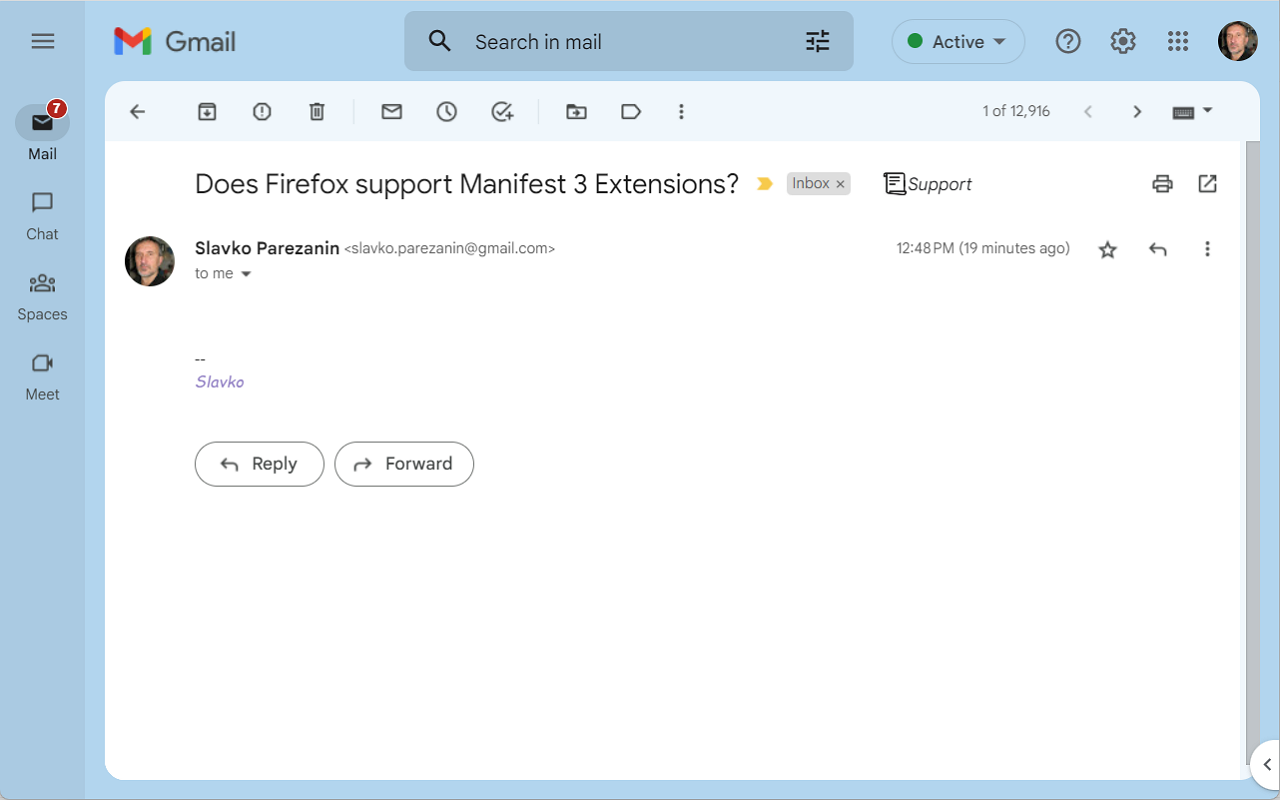 Gmail
Search in mail
Active
7
Mail
Chat
Spaces
Meet
1 of 12,916
Does Firefox support Manifest 3 Extensions?
Inbox ×
Support
Slavko Parezanin <slavko.parezanin@gmail.com>
12:48 PM (19 minutes ago)
to me
--
Slavko
Reply
Forward